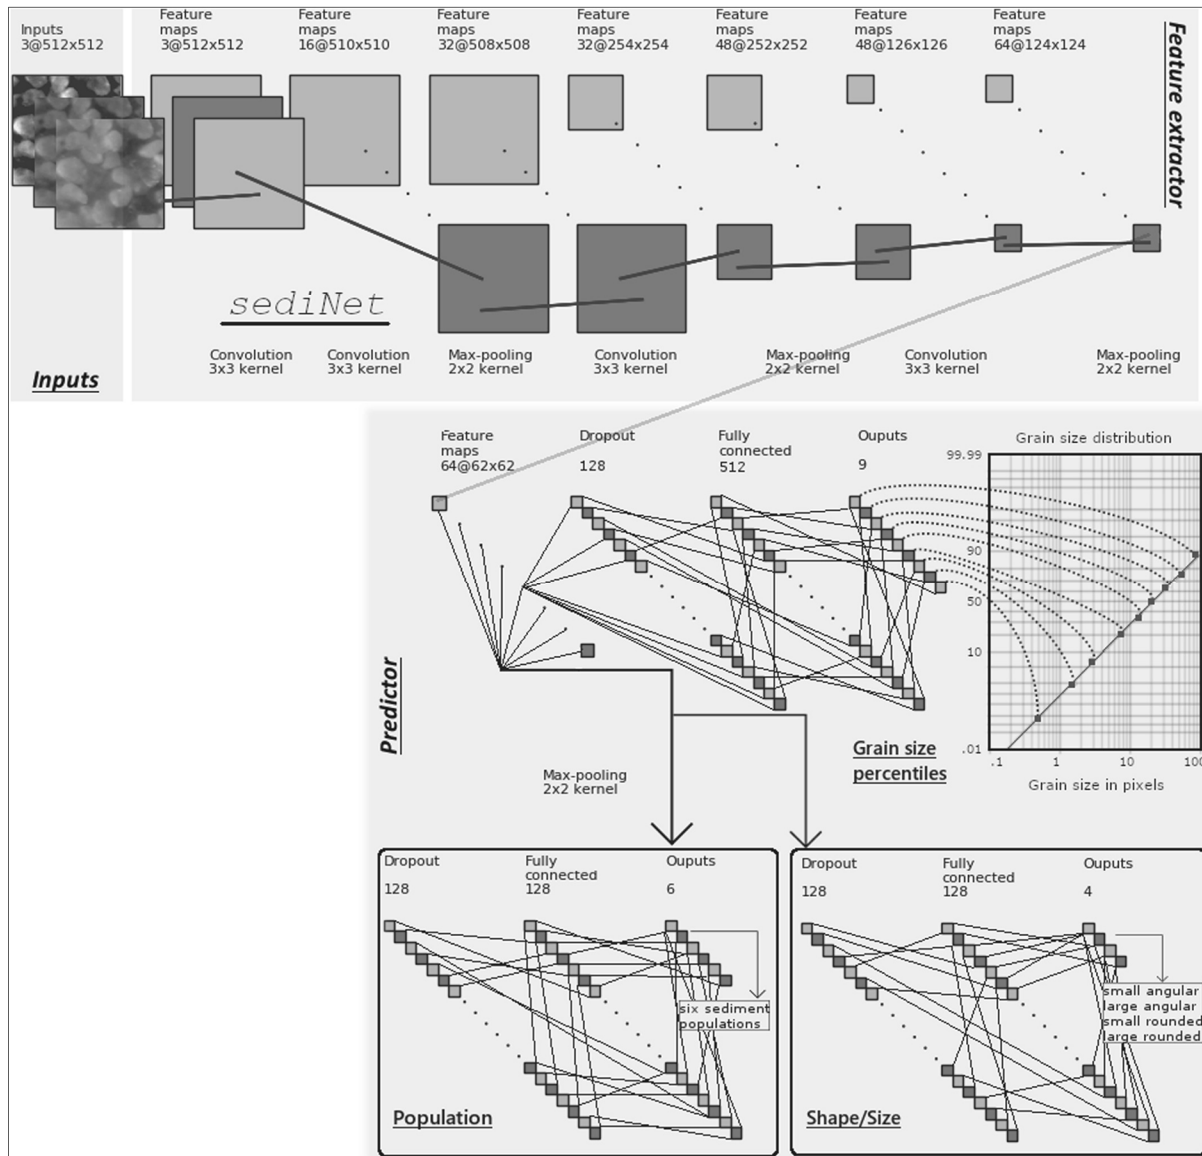 Inputs
3@512x512
Feature
maps
3@512x512
Feature
maps
16@510x510
Feature
maps
32@508x508
Feature
maps
32@254x254
Feature
maps
48@252x252
Feature
maps
48@126x126
Feature
maps
64@124x124
Feature extractor
sediNet
Inputs
Convolution
3x3 kernel
Convolution
3x3 kernel
Max-pooling
2x2 kernel
Convolution
3x3 kernel
Max-pooling
2x2 kernel
Convolution
3x3 kernel
Max-pooling
2x2 kernel
Feature
maps
64@62x62
Dropout
128
Fully
connected
512
Ouputs
9
Grain size distribution
99.99
90
50
10
.01
.1
1
10
100
Grain size in pixels
Predictor
Grain size
percentiles
Max-pooling
2x2 kernel
Dropout
128
Fully
connected
128
Ouputs
6
six sediment
populations
Population
Dropout
128
Fully
connected
128
Ouputs
4
small angular
large angular
small rounded
large rounded
Shape/Size